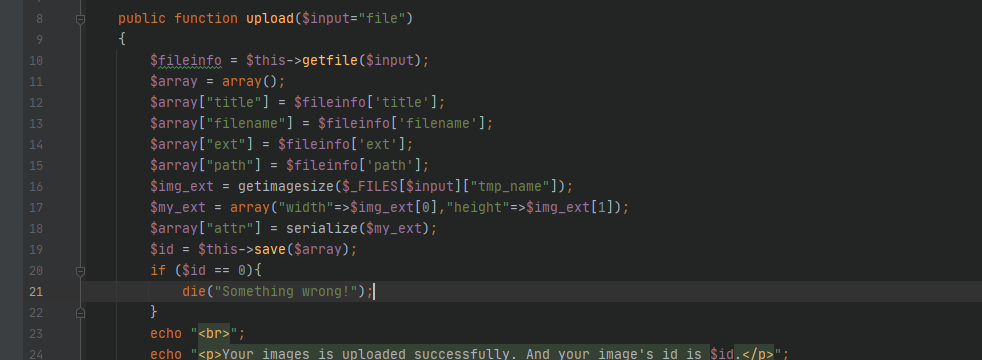 8 public function upload($input="file")
9 {
10 $fileinfo = $this->getfile($input);
11 $array = array();
12 $array["title"] = $fileinfo['title'];
13 $array["filename"] = $fileinfo['filename'];
14 $array["ext"] = $fileinfo['ext'];
15 $array["path"] = $fileinfo['path'];
16 $img_ext = getimagesize($_FILES[$input]["tmp_name"]);
17 $my_ext = array("width"=>$img_ext[0],"height"=>$img_ext[1]);
18 $array["attr"] = serialize($my_ext);
19 $id = $this->save($array);
20 if ($id == 0){
21 die("Something wrong!");
22 }
23 echo "<br>";
24 echo "<p>Your images is uploaded successfully. And your image's id is $id.</p>";